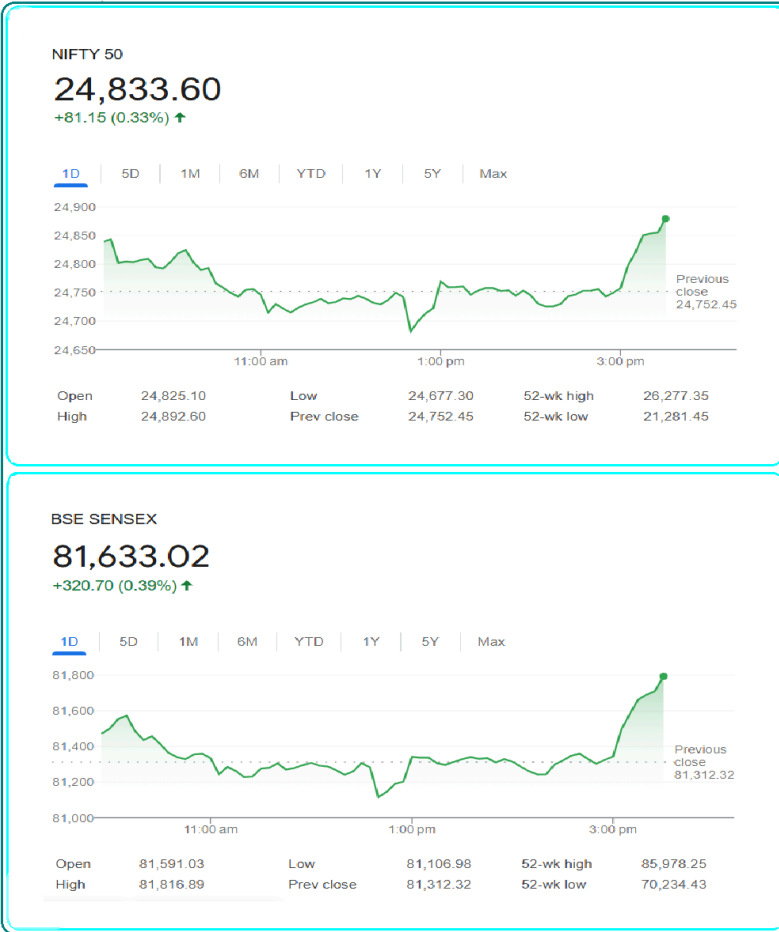 NIFTY 50
24,833.60
+81.15 (0.33%) ↑
1D 5D 1M 6M YTD 1Y 5Y Max
24,900
24,850
24,800
24,750
24,700
24,650
Previous
close
24,752.45
11:00 am 1:00 pm 3:00 pm
Open 24,825.10 Low 24,677.30 52-wk high 26,277.35
High 24,892.60 Prev close 24,752.45 52-wk low 21,281.45
BSE SENSEX
81,633.02
+320.70 (0.39%) ↑
1D 5D 1M 6M YTD 1Y 5Y Max
81,800
81,600
81,400
81,200
81,000
Previous
close
81,312.32
11:00 am 1:00 pm 3:00 pm
Open 81,591.03 Low 81,106.98 52-wk high 85,978.25
High 81,816.89 Prev close 81,312.32 52-wk low 70,234.43